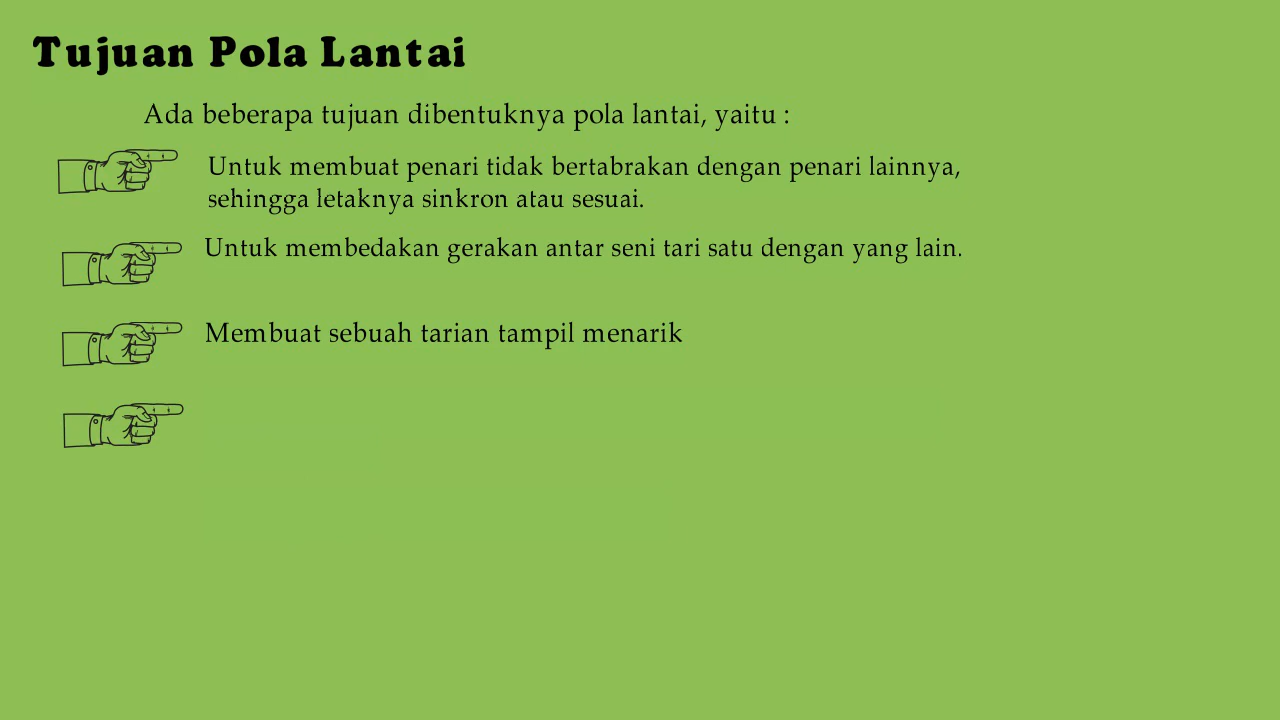 Tujuan Pola Lantai
Ada beberapa tujuan dibentuknya pola lantai, yaitu :
Untuk membuat penari tidak bertabrakan dengan penari lainnya,
sehingga letaknya sinkron atau sesuai.
Untuk membedakan gerakan antar seni tari satu dengan yang lain.
Membuat sebuah tarian tampil menarik